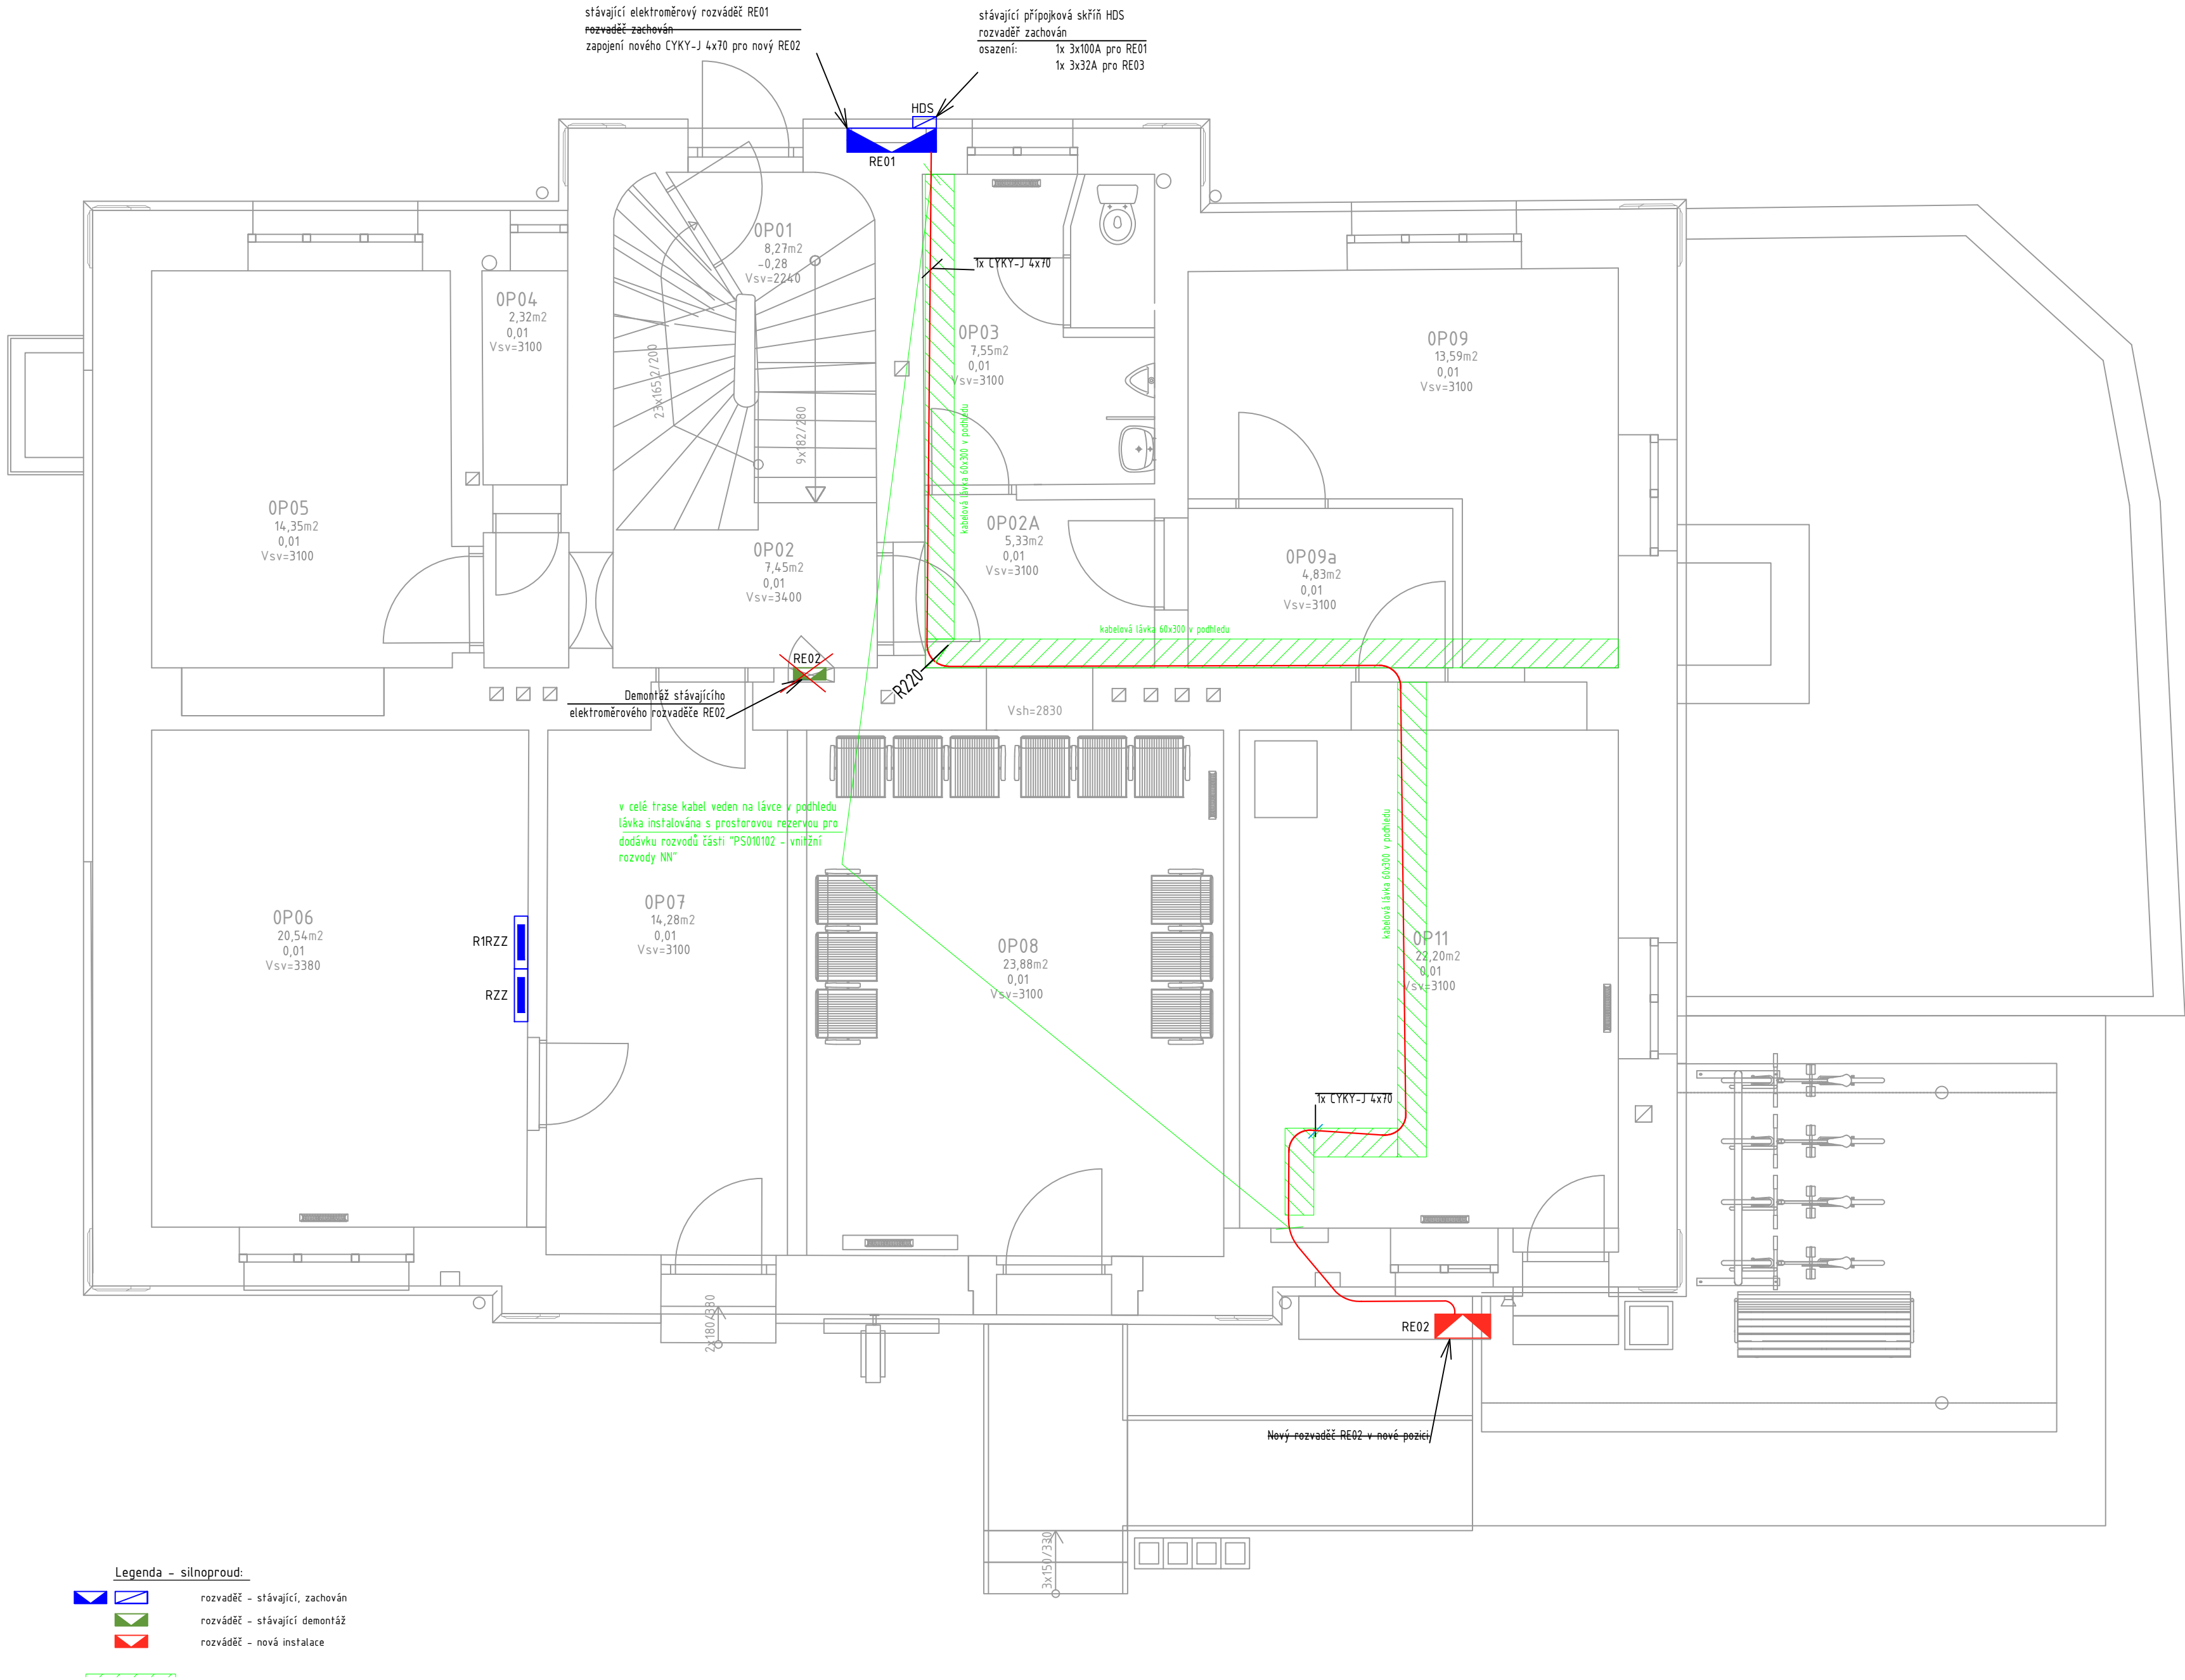 stávající elektroměrový rozváděč RE01
rozvaděč zachován
zapojení nového CYKY-J 4x70 pro nový RE02
stávající přípojková skříň HDS
rozvaděř zachován
osazení: 1x 3x100A pro RE01
1x 3x32A pro RE03
HDS
RE01
0P01
8,27m2
-0,28
Vsv=2240
1x CYKY-J 4x70
0P04
2,32m2
0,01
Vsv=3100
0P03
7,55m2
0,01
Vsv=3100
0P09
13,59m2
0,01
Vsv=3100
23x165,2/200
9x182/280
kabelová lávka 60x300 v podhledu
0P05
14,35m2
0,01
Vsv=3100
0P02A
5,33m2
0,01
Vsv=3100
0P02
7,45m2
0,01
Vsv=3400
0P09a
4,83m2
0,01
Vsv=3100
kabelová lávka 60x300 v podhledu
RE02
R220
Demontáž stávajícího
elektroměrového rozvaděče RE02
Vsh=2830
v celé trase kabel veden na lávce v podhledu
lávka instalována s prostorovou rezervou pro
dodávku rozvodů části "PS010102 - vnitžní
rozvody NN"
kabelová lávka 60x300 v podhledu
0P06
20,54m2
0,01
Vsv=3380
R1RZZ
RZZ
0P07
14,28m2
0,01
Vsv=3100
0P08
23,88m2
0,01
Vsv=3100
0P11
22,20m2
0,01
Vsv=3100
1x CYKY-J 4x70
2x180/330
RE02
Nový rozvaděč RE02 v nové pozici
3x150/330
Legenda - silnoproud:
rozvaděč - stávající, zachován
rozváděč - stávající demontáž
rozváděč - nová instalace